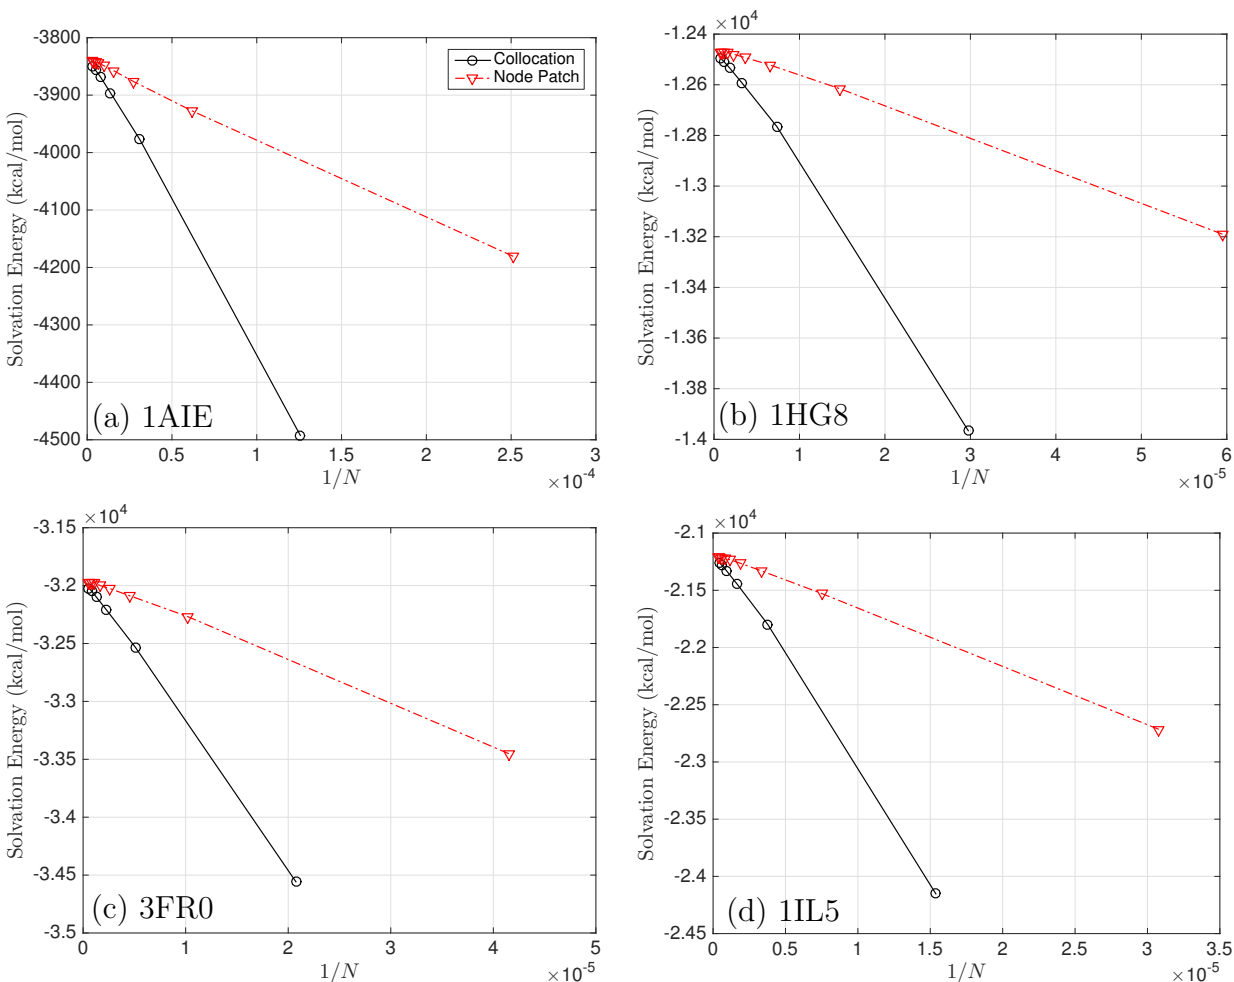 Solvation Energy (kcal/mol)
-3800
-3900
-4000
-4100
-4200
-4300
-4400
-4500
Collocation
Node Patch
(a) 1AIE
0 0.5 1 1.5 2 2.5 3
1/N
×10⁻⁴
×10⁴
Solvation Energy (kcal/mol)
-1.24
-1.26
-1.28
-1.3
-1.32
-1.34
-1.36
-1.38
-1.4
(b) 1HG8
0 1 2 3 4 5 6
1/N
×10⁻⁵
×10⁴
Solvation Energy (kcal/mol)
-3.15
-3.2
-3.25
-3.3
-3.35
-3.4
-3.45
-3.5
(c) 3FR0
0 1 2 3 4 5
1/N
×10⁻⁵
×10⁴
Solvation Energy (kcal/mol)
-2.1
-2.15
-2.2
-2.25
-2.3
-2.35
-2.4
-2.45
(d) 1IL5
0 0.5 1 1.5 2 2.5 3 3.5
1/N
×10⁻⁵